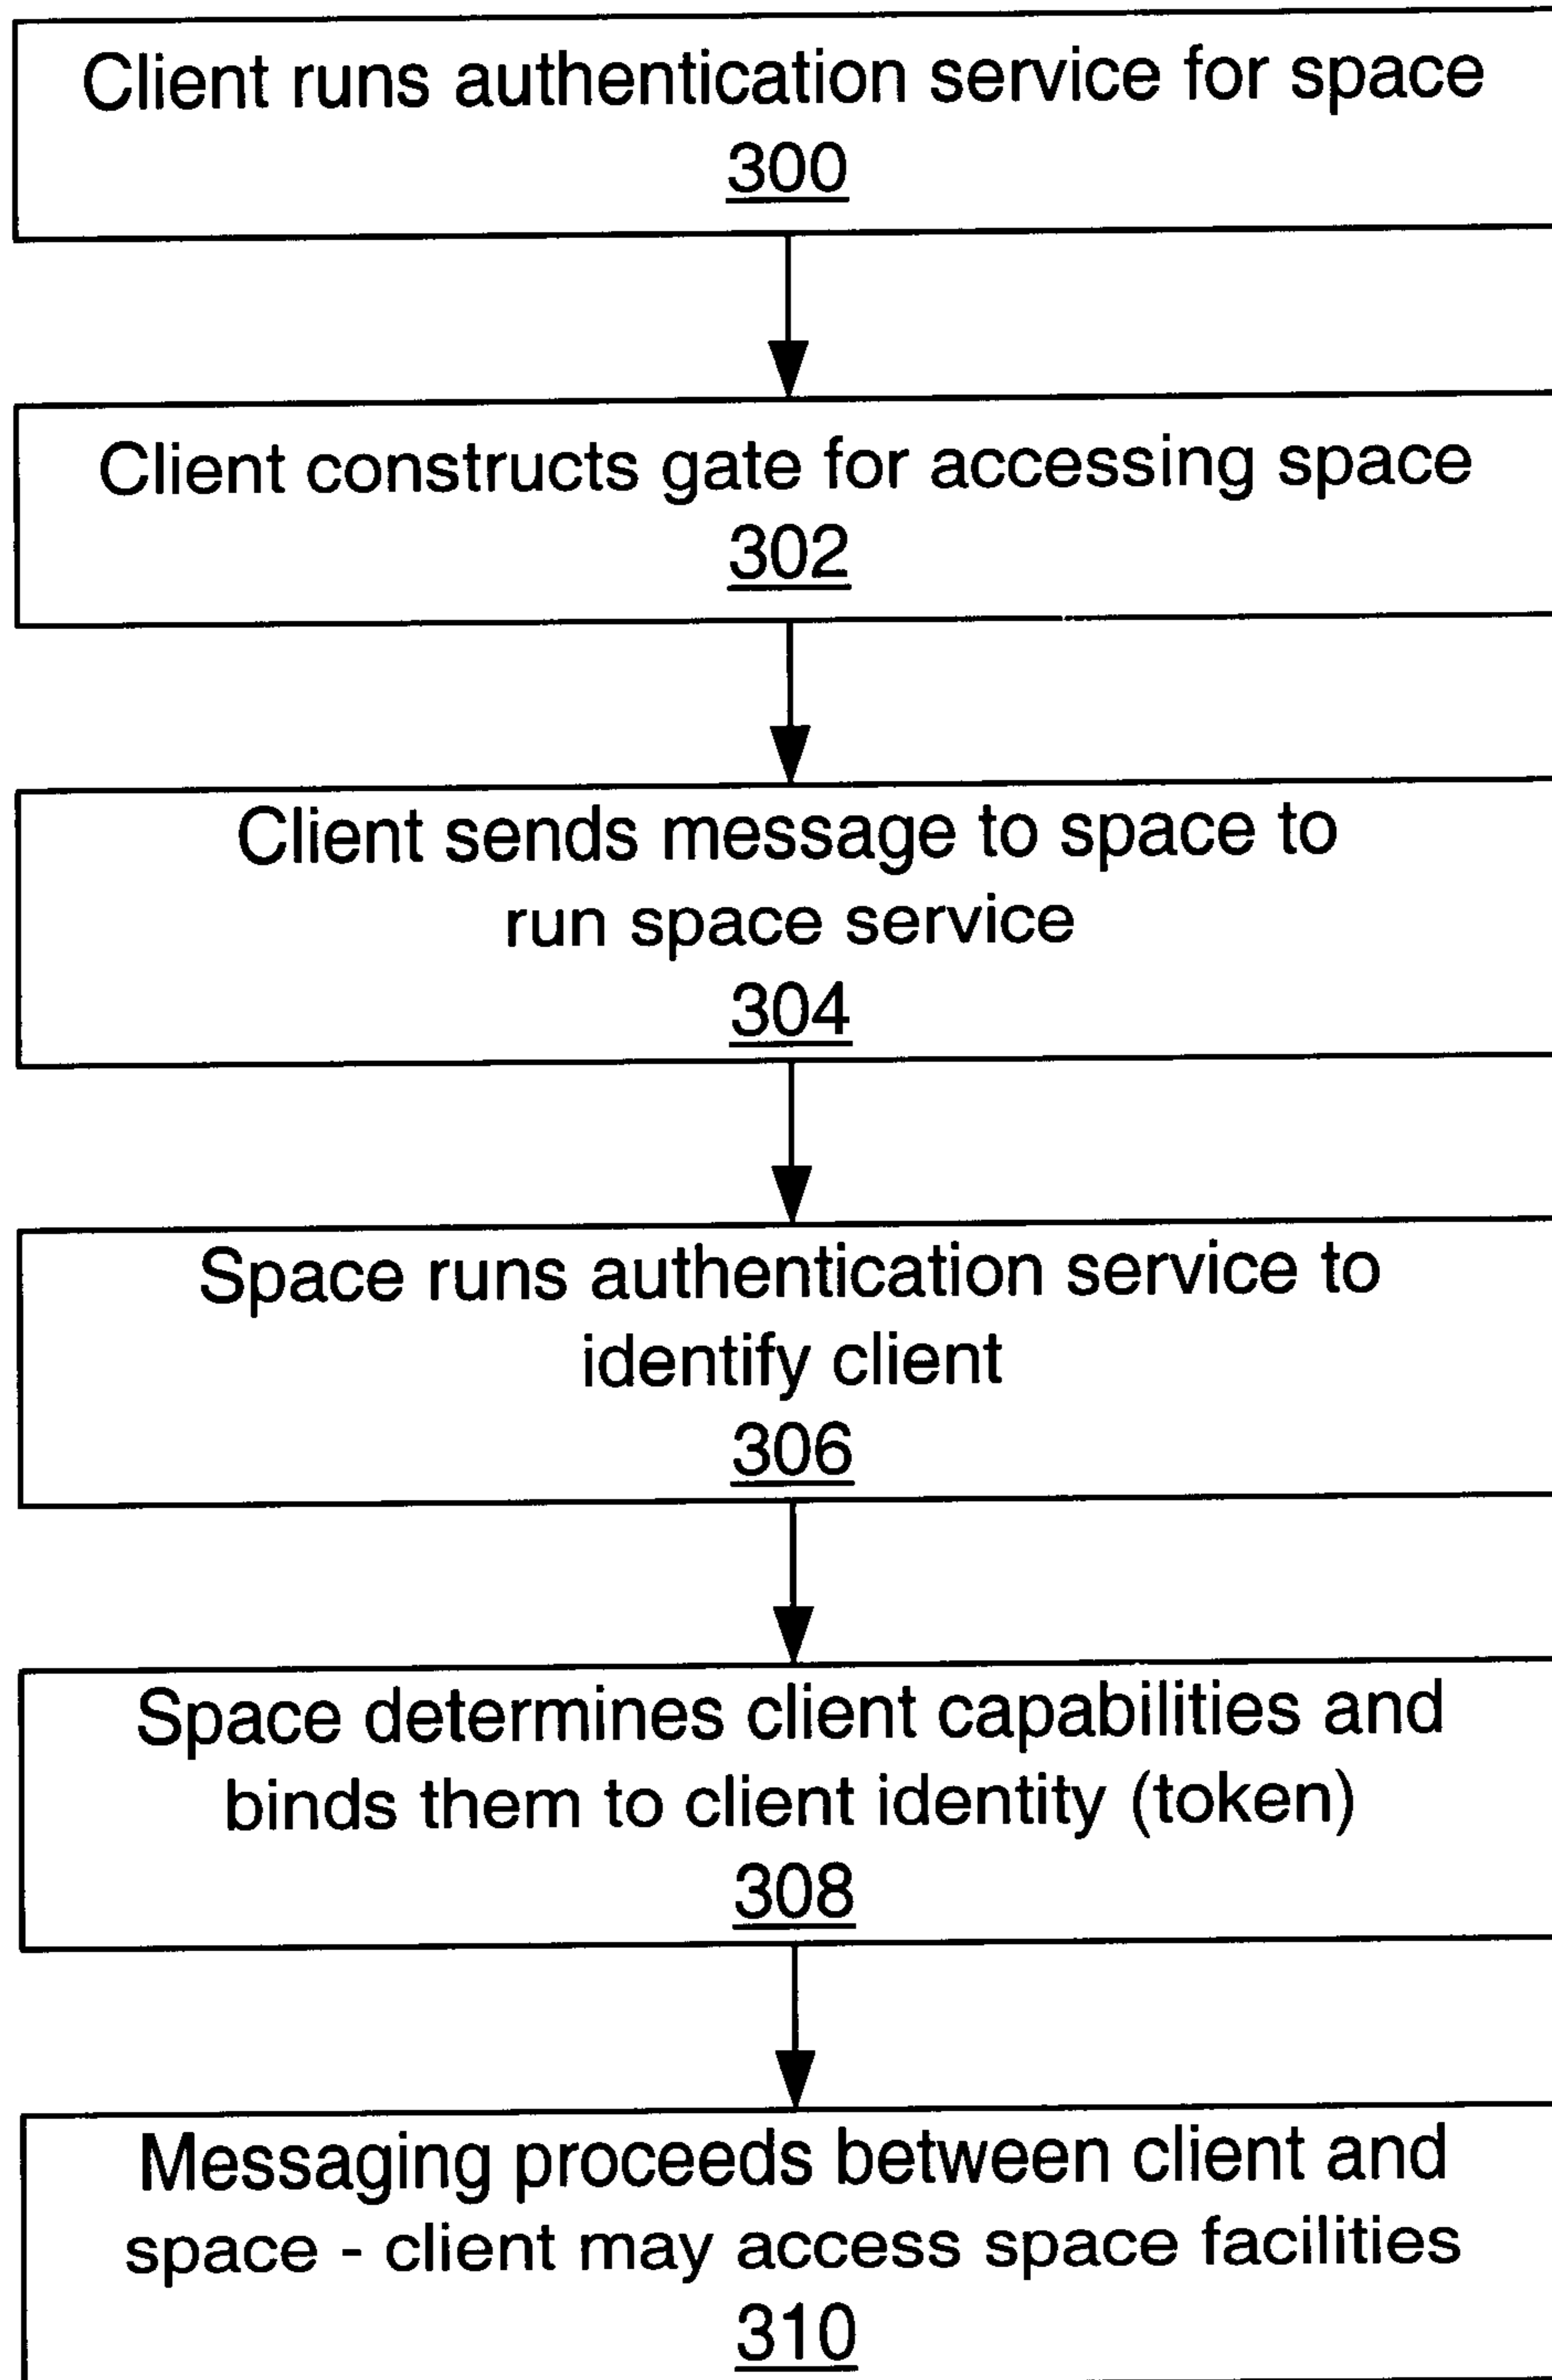 Client runs authentication service for space
300
Client constructs gate for accessing space
302
Client sends message to space to
run space service
304
Space runs authentication service to
identify client
306
Space determines client capabilities and
binds them to client identity (token)
308
Messaging proceeds between client and
space - client may access space facilities
310